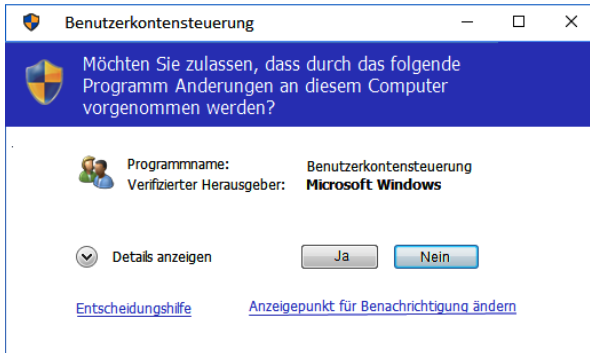 Benutzerkontensteuerung
Möchten Sie zulassen, dass durch das folgende
Programm Anderungen an diesem Computer
vorgenommen werden?
Programmname: Benutzerkontensteuerung
Verifizierter Herausgeber: Microsoft Windows
Details anzeigen Ja Nein
Entscheidungshilfe Anzeigepunkt für Benachrichtigung ändern